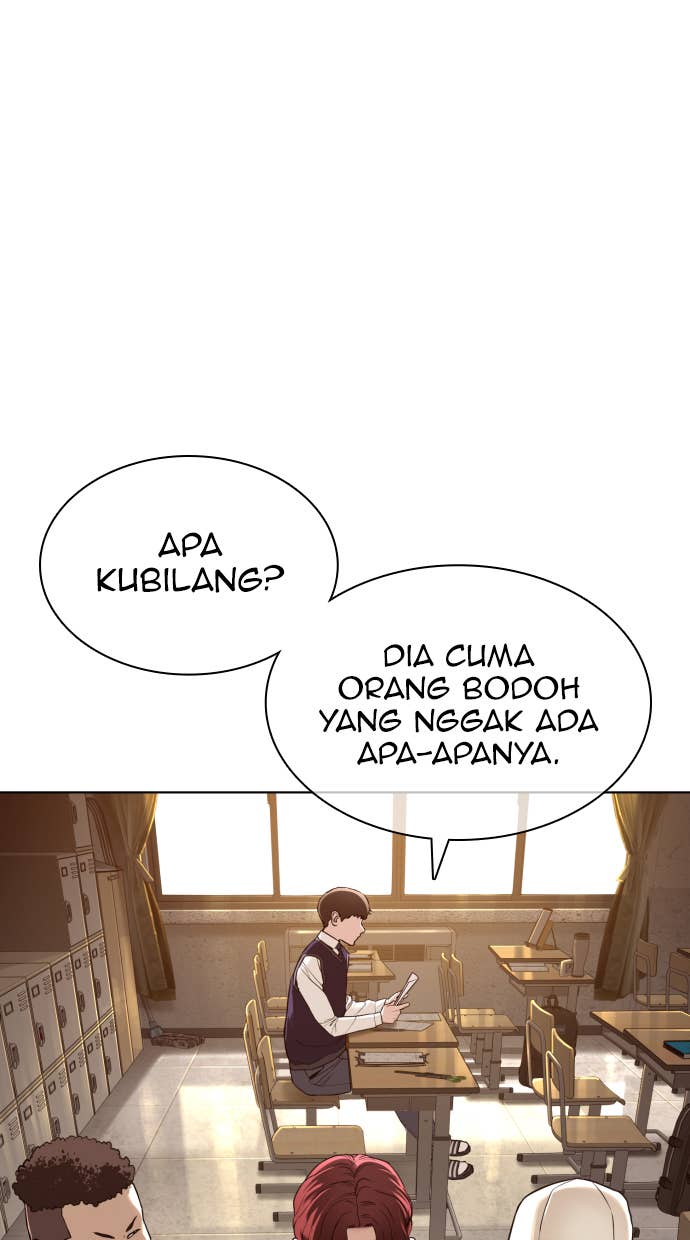 APA
KUBILANG?
DIA CUMA
ORANG BODOH
YANG NGGAK ADA
APA-APANYA.